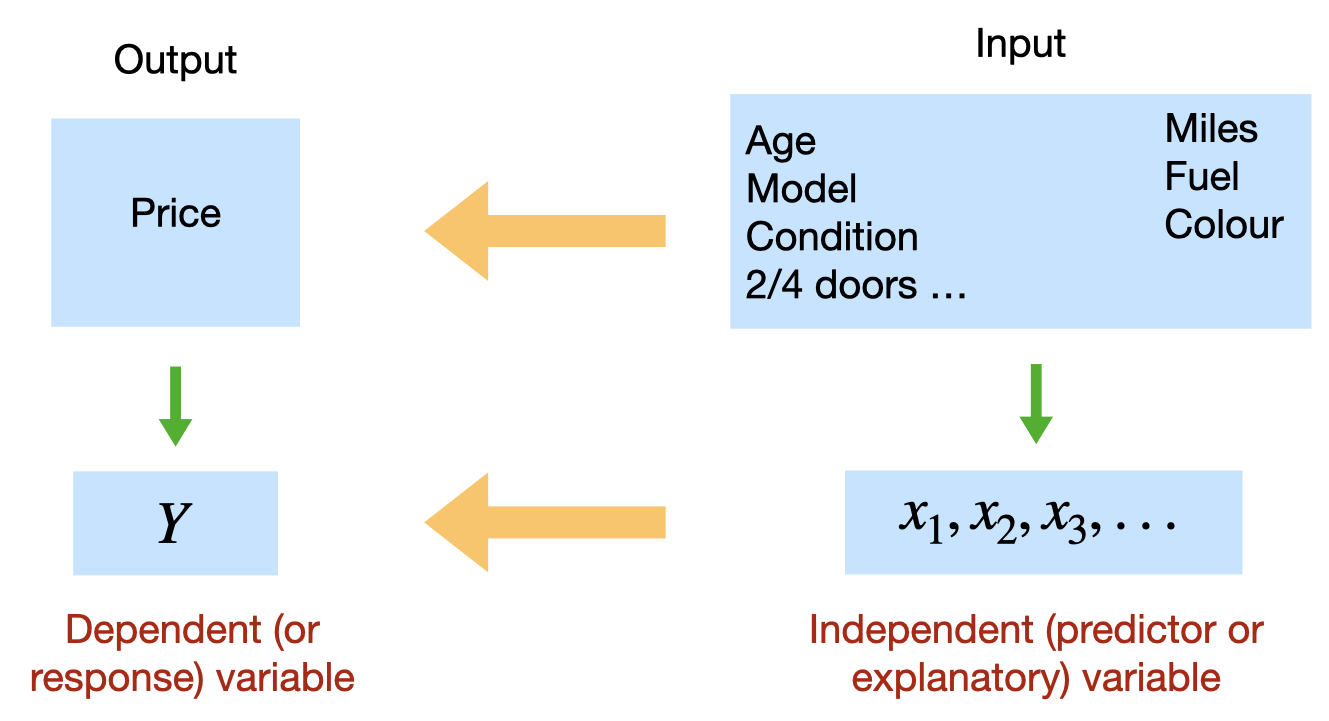 Output
Input
Price
Age
Model
Condition
2/4 doors ...
Miles
Fuel
Colour
Y
x₁, x₂, x₃, . . .
Dependent (or
response) variable
Independent (predictor or
explanatory) variable